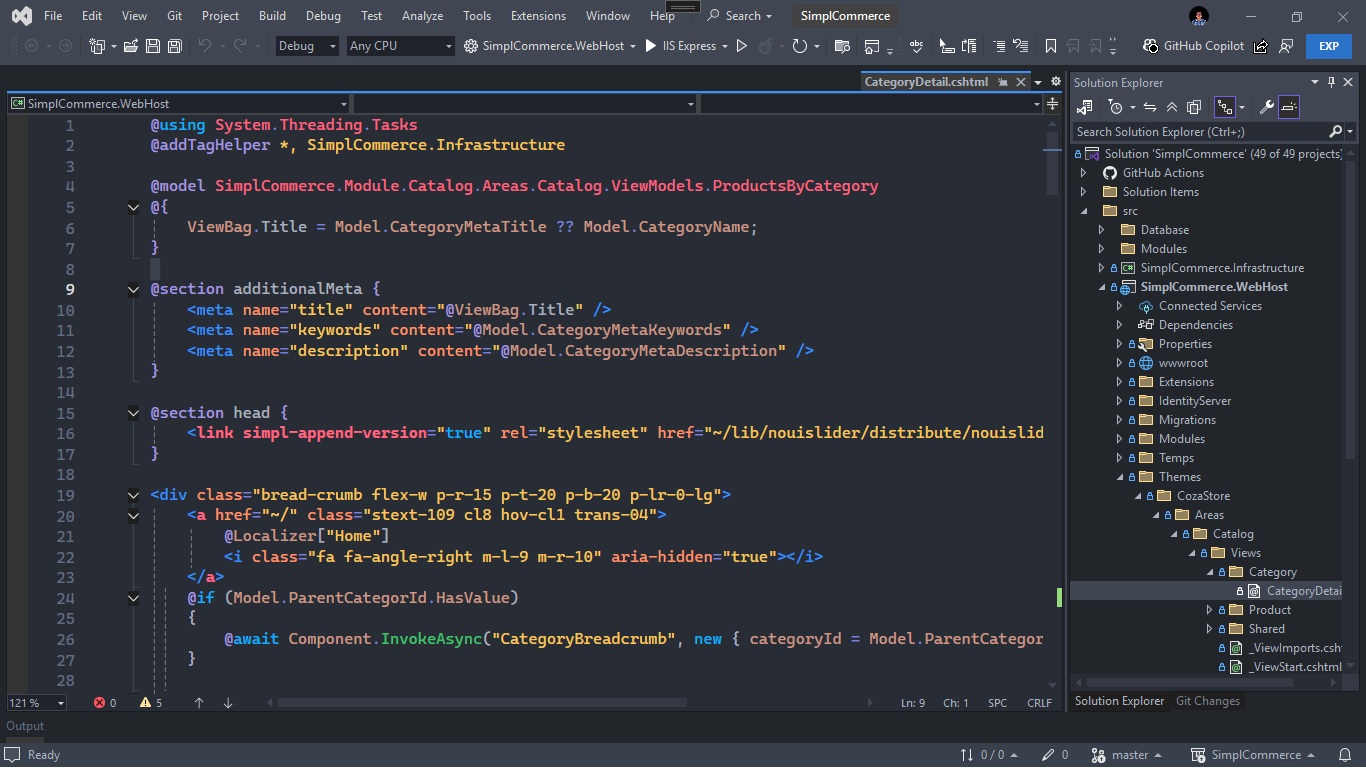 File Edit View Git Project Build Debug Test Analyze Tools Extensions Window Help Search SimplCommerce
Debug Any CPU SimplCommerce.WebHost IIS Express GitHub Copilot EXP
CategoryDetail.cshtml
SimplCommerce.WebHost
1 @using System.Threading.Tasks
2 @addTagHelper *, SimplCommerce.Infrastructure
3
4 @model SimplCommerce.Module.Catalog.Areas.Catalog.ViewModels.ProductsByCategory
5 @{
6 ViewBag.Title = Model.CategoryMetaTitle ?? Model.CategoryName;
7 }
8
9 @section additionalMeta {
10 <meta name="title" content="@ViewBag.Title" />
11 <meta name="keywords" content="@Model.CategoryMetaKeywords" />
12 <meta name="description" content="@Model.CategoryMetaDescription" />
13 }
14
15 @section head {
16 <link simpl-append-version="true" rel="stylesheet" href="~/lib/nouislider/distribute/nouislid
17 }
18
19 <div class="bread-crumb flex-w p-r-15 p-t-20 p-b-20 p-lr-0-lg">
20 <a href="~/" class="stext-109 cl8 hov-cl1 trans-04">
21 @Localizer["Home"]
22 <i class="fa fa-angle-right m-l-9 m-r-10" aria-hidden="true"></i>
23 </a>
24 @if (Model.ParentCategorId.HasValue)
25 {
26 @await Component.InvokeAsync("CategoryBreadcrumb", new { categoryId = Model.ParentCategor
27 }
28
121 % 0 5 Ln: 9 Ch: 1 SPC CRLF
Solution Explorer
Search Solution Explorer (Ctrl+;)
Solution 'SimplCommerce' (49 of 49 projects)
GitHub Actions
Solution Items
src
Database
Modules
C# SimplCommerce.Infrastructure
SimplCommerce.WebHost
Connected Services
Dependencies
Properties
wwwroot
Extensions
IdentityServer
Migrations
Modules
Temps
Themes
CozaStore
Areas
Catalog
Views
Category
CategoryDetai
Product
Shared
_ViewImports.csht
_ViewStart.cshtml
Solution Explorer Git Changes
Output
Ready 0 / 0 0 master SimplCommerce